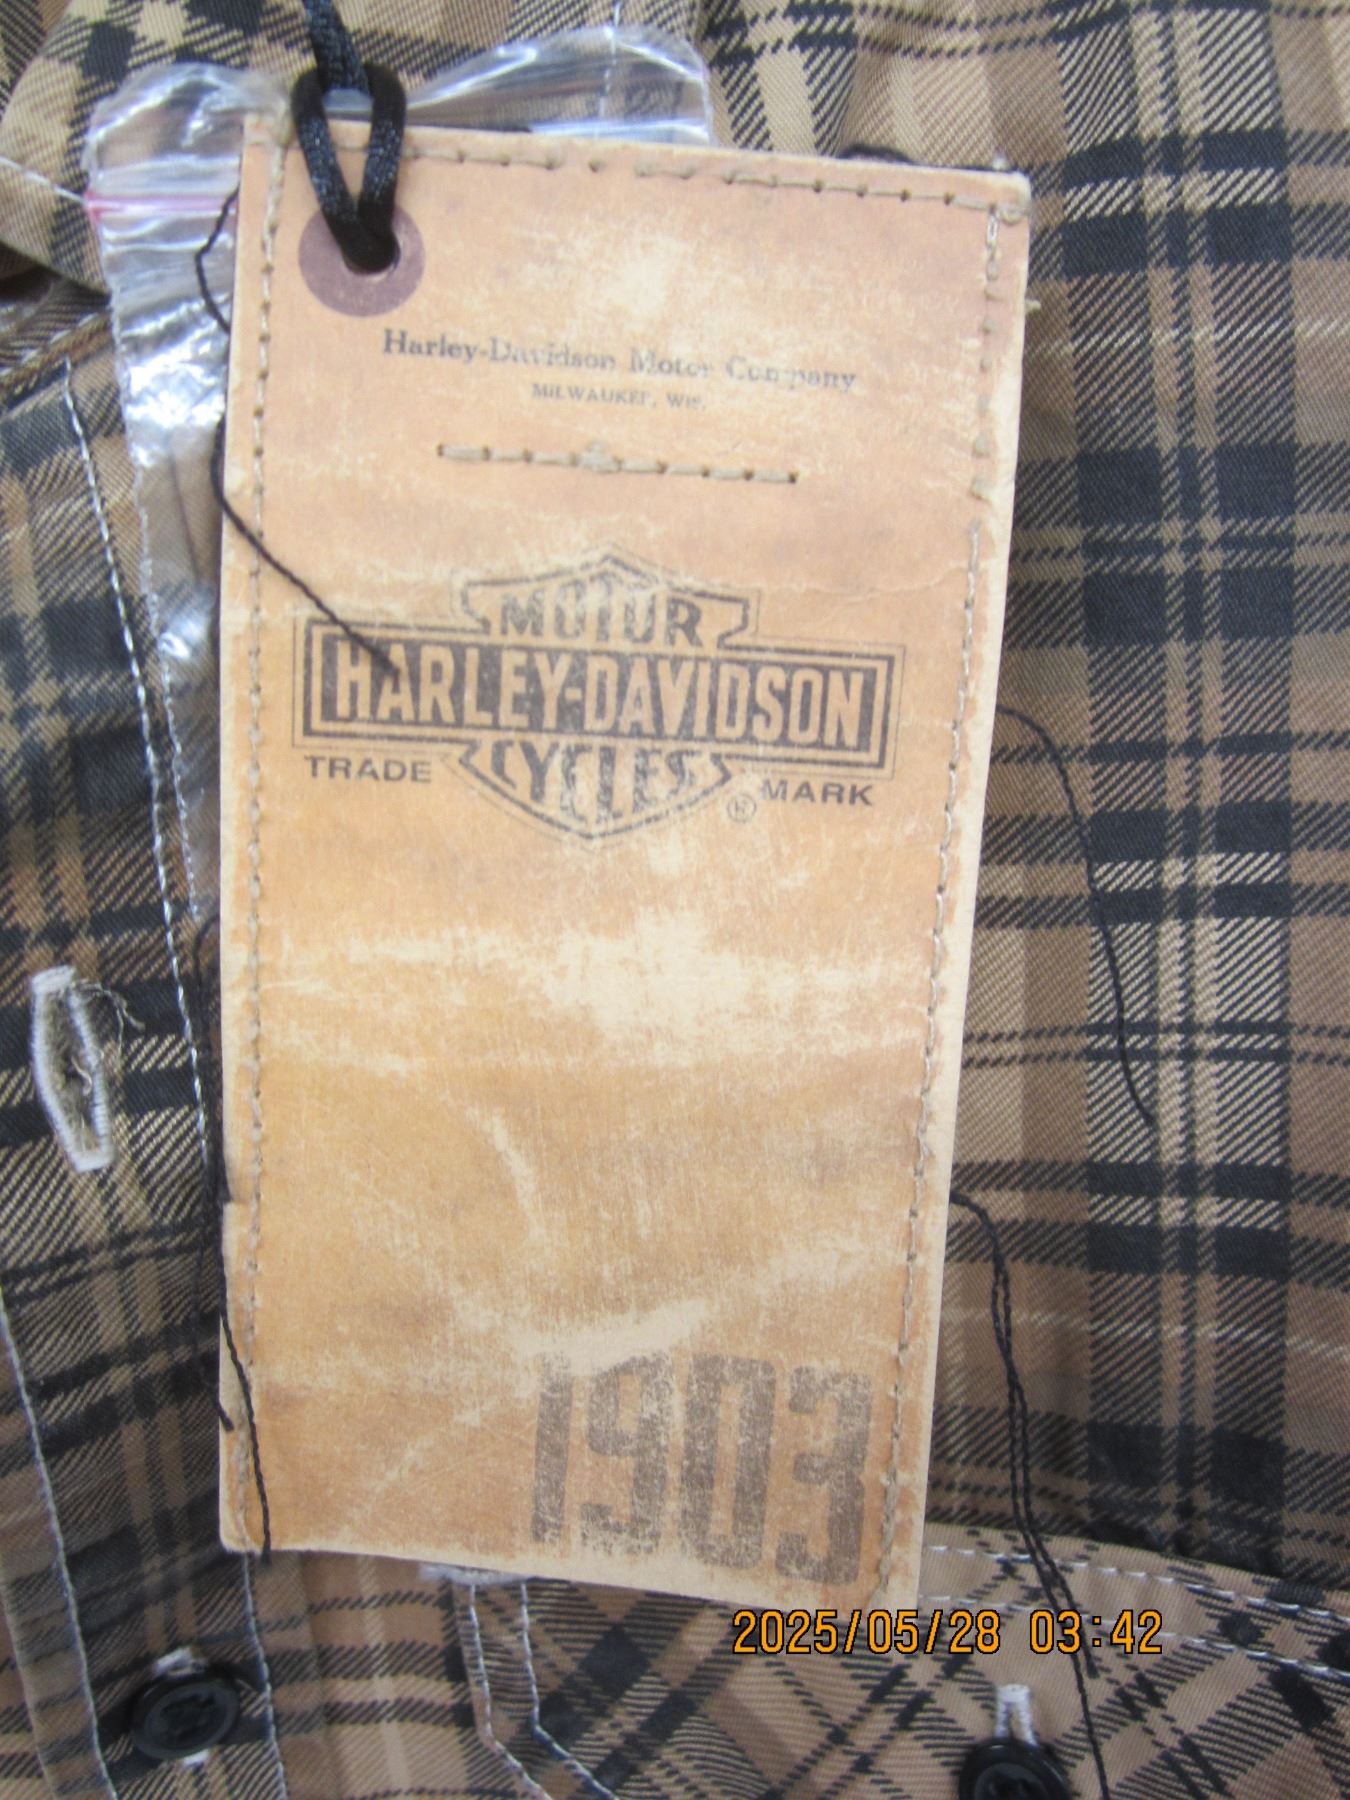 Harley-Davidson Motor Company
MILWAUKEE, WIS.
MOTOR
HARLEY-DAVIDSON
CYCLES
TRADE MARK
®
1903
2025/05/28 03:42